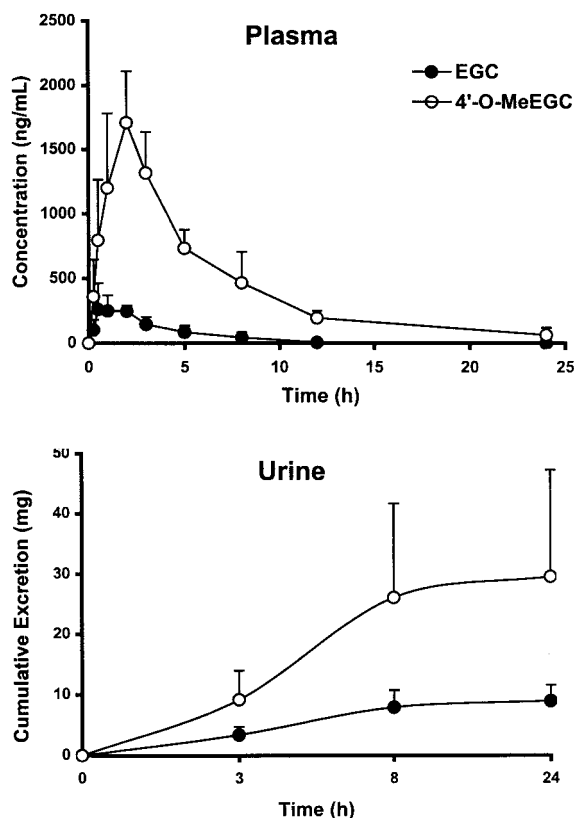 Plasma
EGC
4'-O-MeEGC
Concentration (ng/mL)
2500
2000
1500
1000
500
0
0 5 10 15 20 25
Time (h)
Urine
Cumulative Excretion (mg)
50
40
30
20
10
0
0 3 8 24
Time (h)